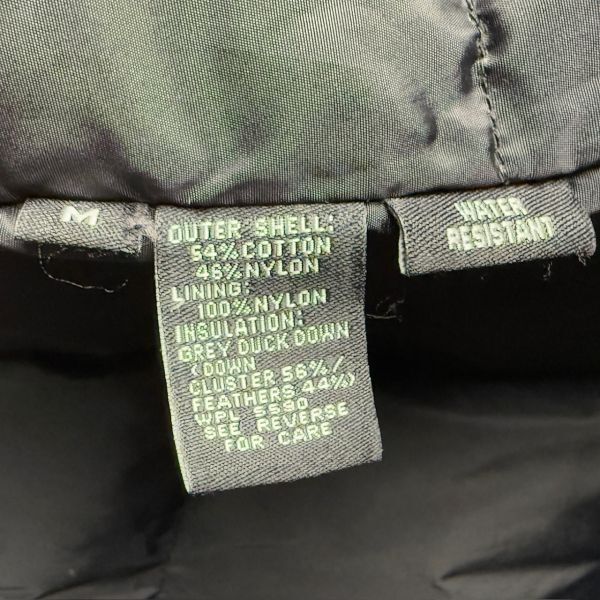 M
OUTER SHELL:
54% COTTON
46% NYLON
LINING:
100% NYLON
INSULATION:
GREY DUCK DOWN
(DOWN
CLUSTER 56%/
FEATHERS 44%)
WPL 5590
SEE REVERSE
FOR CARE
WATER
RESISTANT